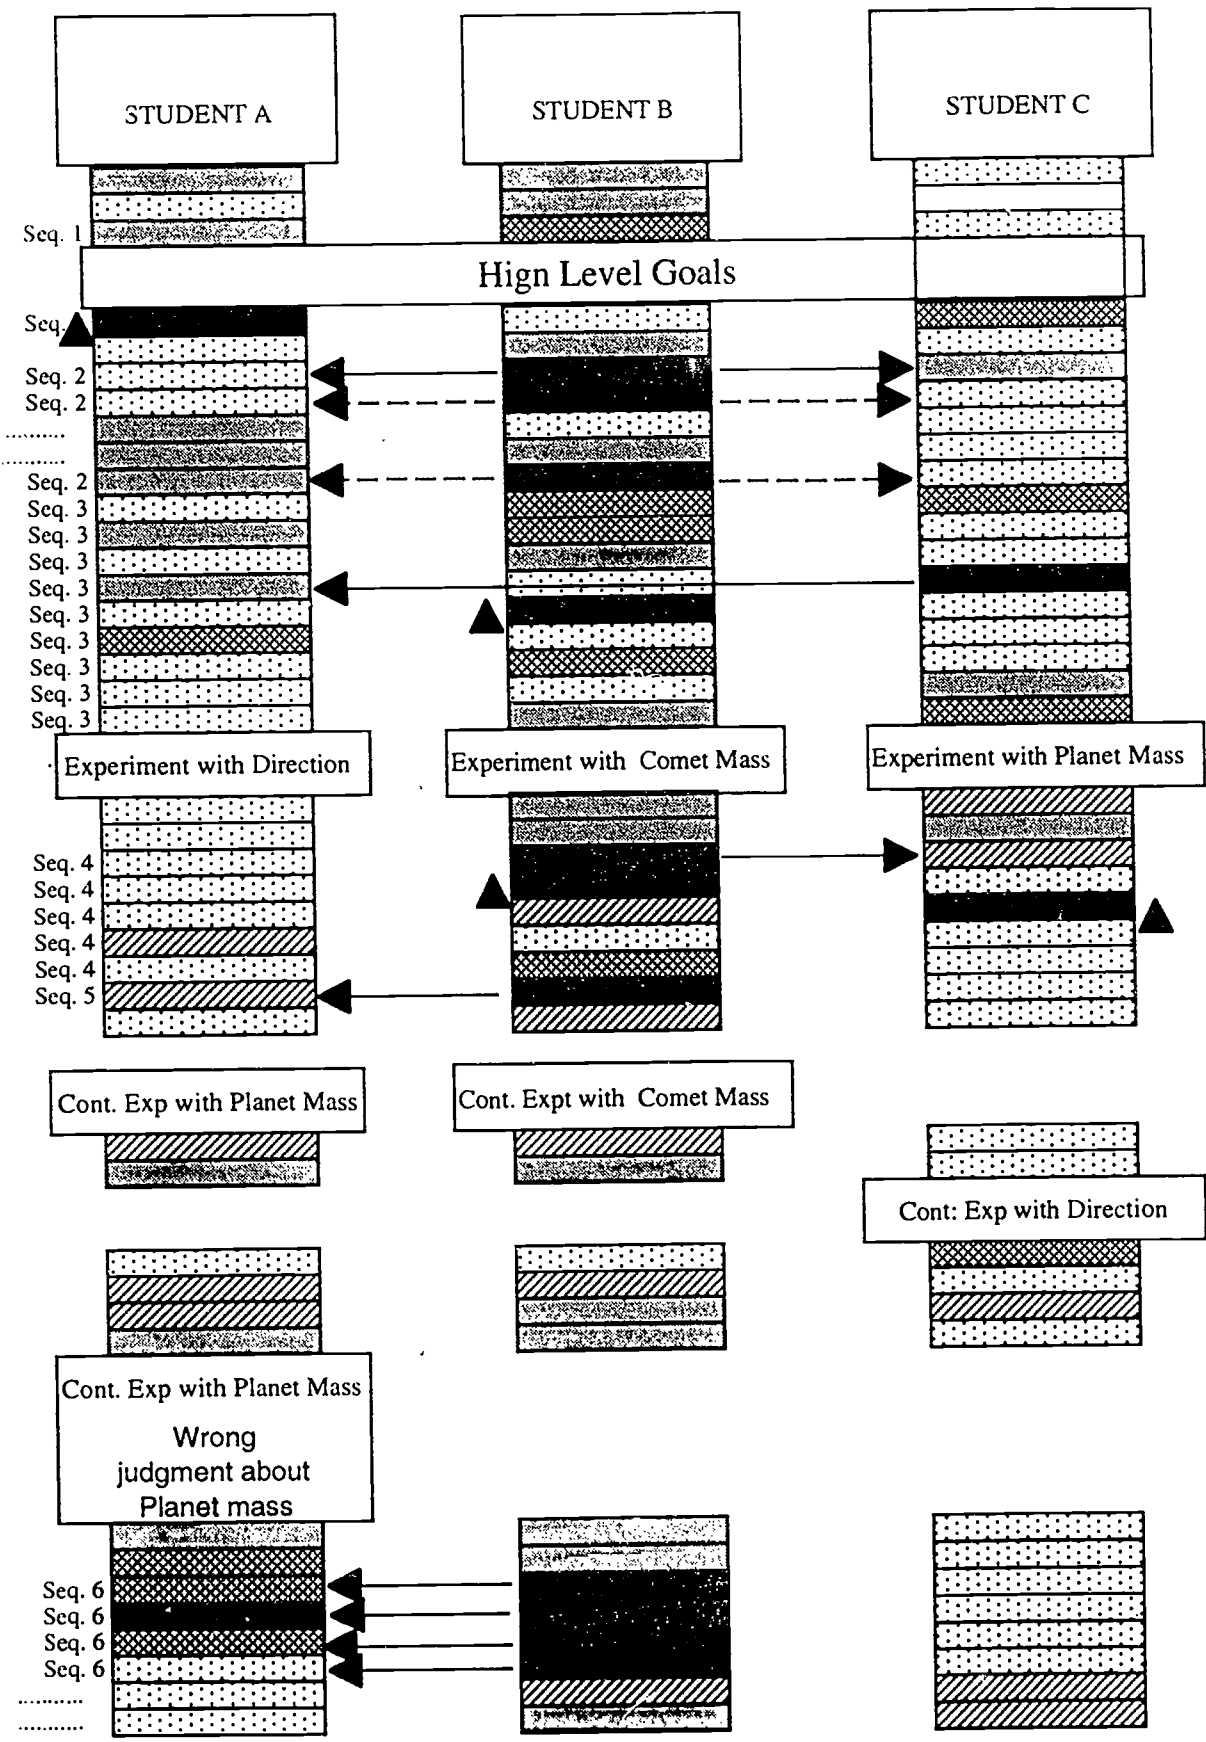 STUDENT A
STUDENT B
STUDENT C
Seq. 1
Hign Level Goals
Seq.
Seq. 2
Seq. 2
..........
..........
Seq. 2
Seq. 3
Seq. 3
Seq. 3
Seq. 3
Seq. 3
Seq. 3
Seq. 3
Seq. 3
Seq. 3
Experiment with Direction
Experiment with Comet Mass
Experiment with Planet Mass
Seq. 4
Seq. 4
Seq. 4
Seq. 4
Seq. 4
Seq. 5
Cont. Exp with Planet Mass
Cont. Expt with Comet Mass
Cont: Exp with Direction
Cont. Exp with Planet Mass
Wrong
judgment about
Planet mass
Seq. 6
Seq. 6
Seq. 6
Seq. 6
...........
...........